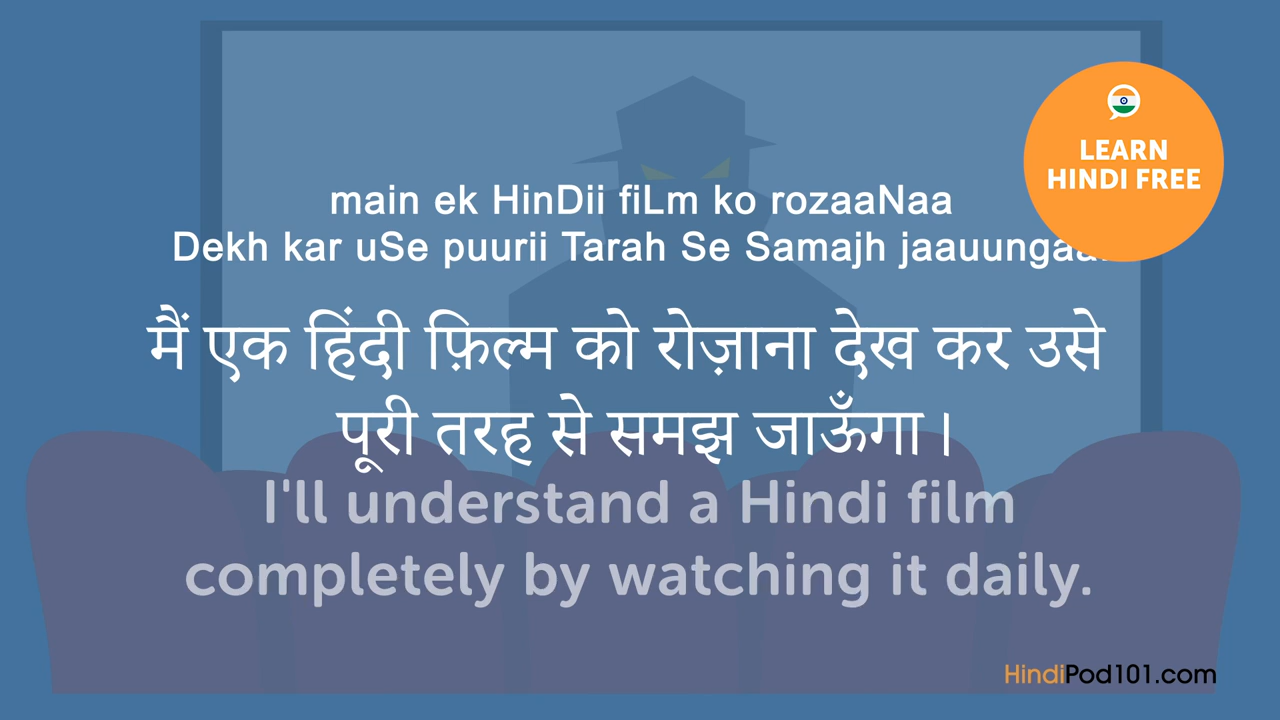 LEARN
HINDI FREE
main ek HinDii fiLm ko rozaaNaa
Dekh kar uSe puurii Tarah Se Samajh
मैं एक हिंदी फ़िल्म को रोज़ाना देख कर उसे
पूरी तरह से समझ जाऊँगा।
I'll understand a Hindi film
completely by watching it daily.
HindiPod101.com